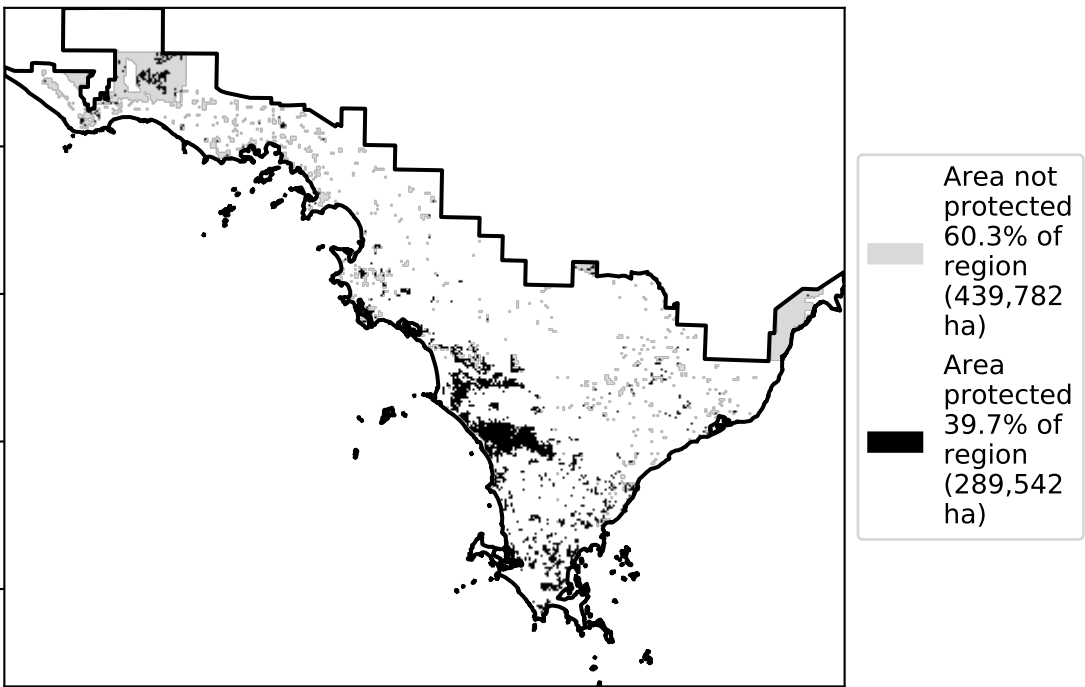 Area not
protected
60.3% of
region
(439,782
ha)
Area
protected
39.7% of
region
(289,542
ha)